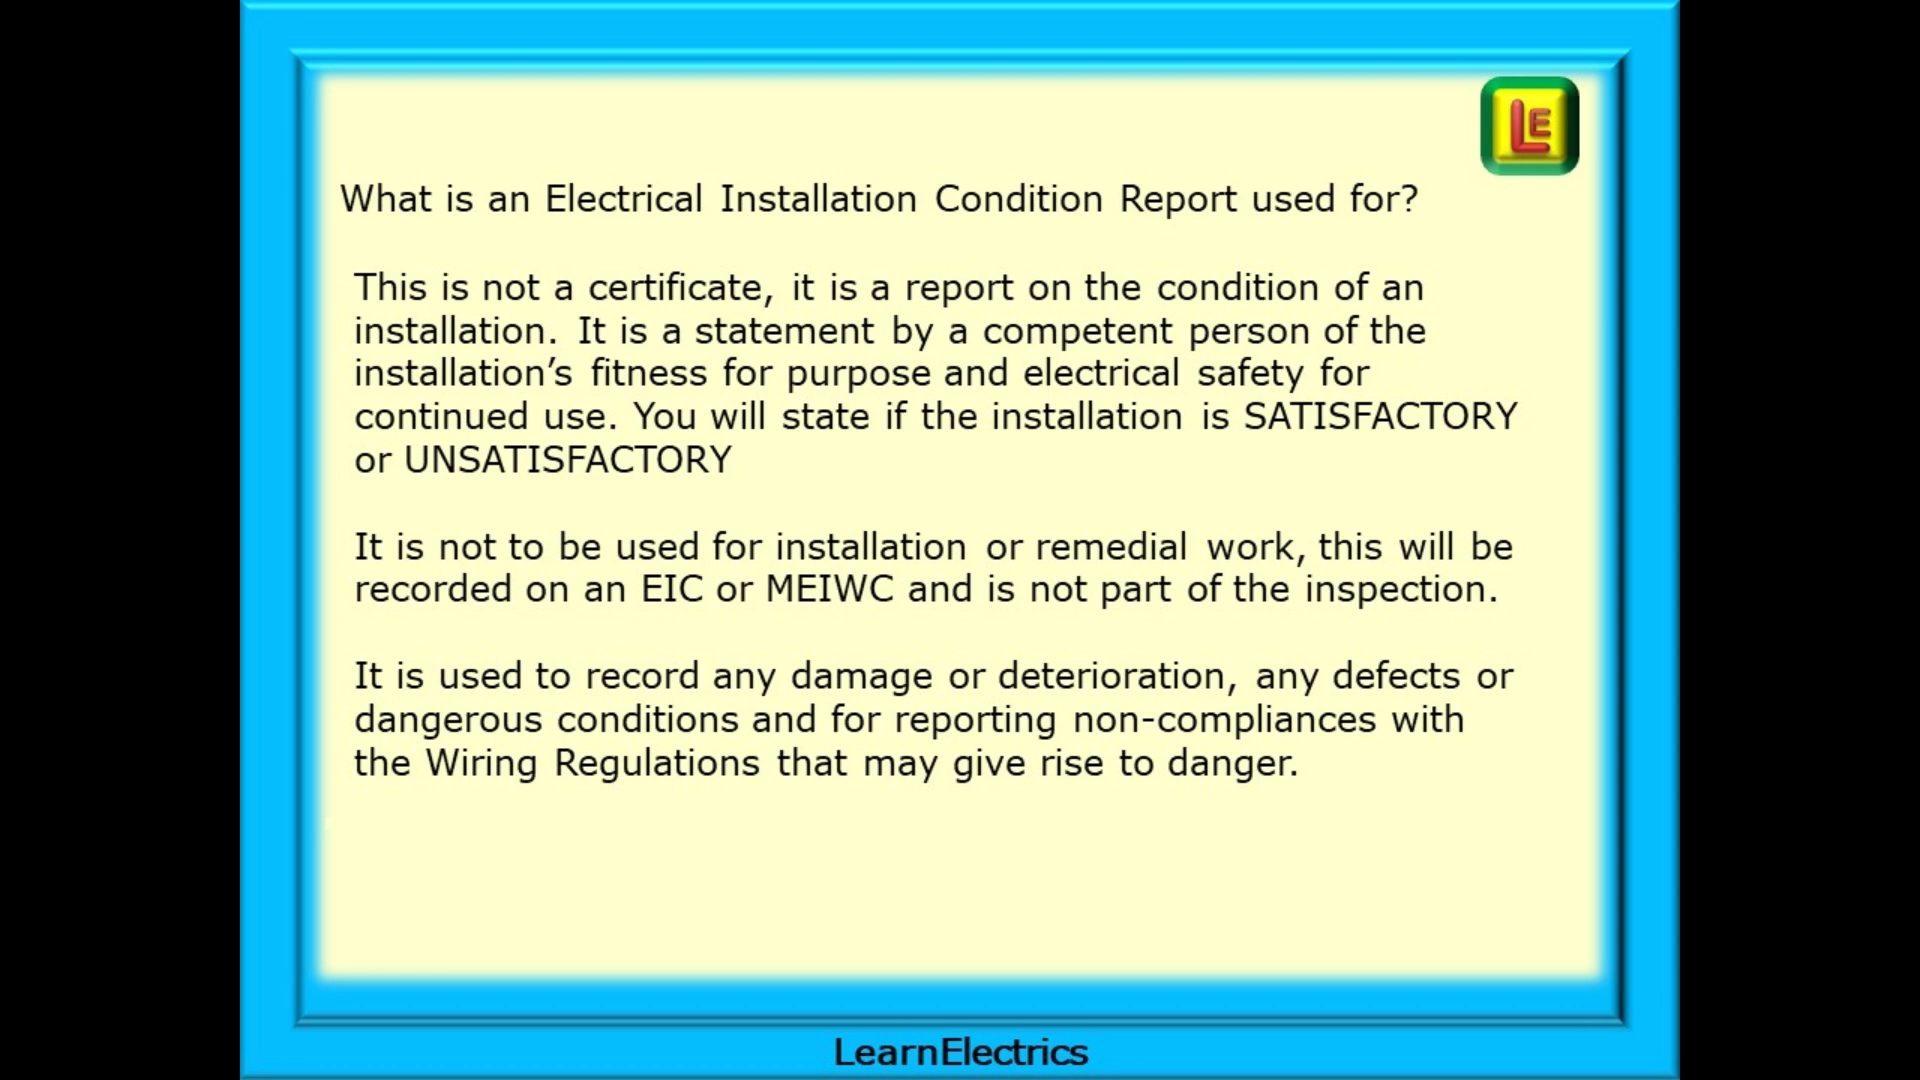 LE
What is an Electrical Installation Condition Report used for?
This is not a certificate, it is a report on the condition of an
installation. It is a statement by a competent person of the
installation’s fitness for purpose and electrical safety for
continued use. You will state if the installation is SATISFACTORY
or UNSATISFACTORY
It is not to be used for installation or remedial work, this will be
recorded on an EIC or MEIWC and is not part of the inspection.
It is used to record any damage or deterioration, any defects or
dangerous conditions and for reporting non-compliances with
the Wiring Regulations that may give rise to danger.
LearnElectrics